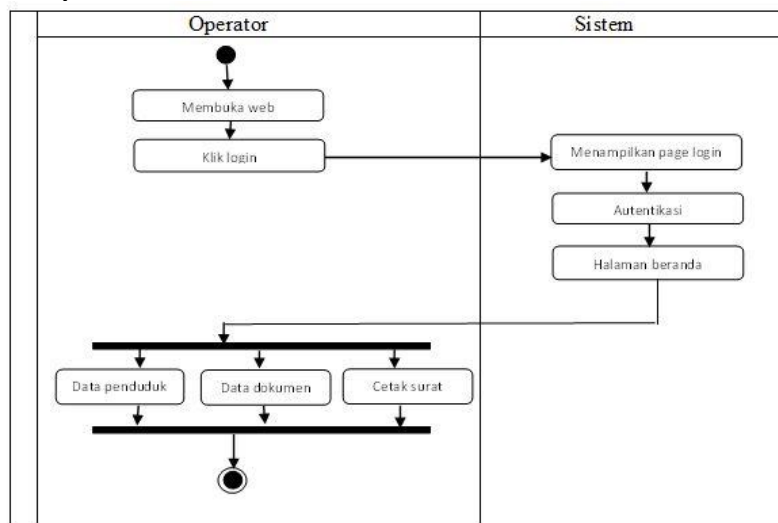 Operator
Sistem
Membuka web
Klik login
Menampilkan page login
Autentikasi
Halaman beranda
Data penduduk
Data dokumen
Cetak surat